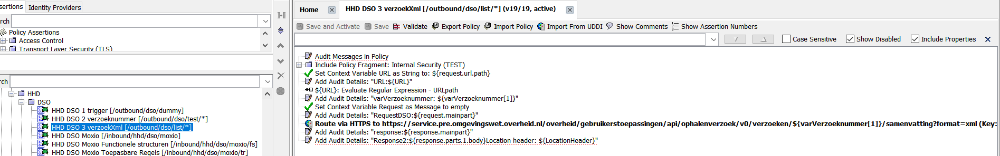 sertions Identity Providers
rch
Policy Assertions
Access Control
Transport Layer Security (TLS)
rch
HHD
DSO
HHD DSO 1 trigger [/outbound/dso/dummy]
HHD DSO 2 verzoeknummer [/outbound/dso/test/*]
HHD DSO 3 verzoekXml [/outbound/dso/list/*]
HHD DSO Moxio [/inbound/hhd/dso/moxio]
HHD DSO Moxio Functionele structuren [/inbound/hhd/dso/moxio/fs]
HHD DSO Moxio Toepasbare Regels [/inbound/hhd/dso/moxio/tr]
Home HHD DSO 3 verzoekXml [/outbound/dso/list/*] (v19/19, active)
Save and Activate Save Validate Export Policy Import Policy Import From UDDI Show Comments Show Assertion Numbers
Case Sensitive Show Disabled Include Properties
Audit Messages in Policy
Include Policy Fragment: Internal Security (TEST)
Set Context Variable URL as String to: ${request.url.path}
Add Audit Details: "URL:${URL}"
${URL}: Evaluate Regular Expression - URLpath
Add Audit Details: "varVerzoeknummer: ${varVerzoeknummer[1]}"
Set Context Variable Request as Message to empty
Add Audit Details: "RequestDSO:${request.mainpart}"
Route via HTTPS to https://service.pre.omgevingswet.overheid.nl/overheid/gebruikerstoepassingen/api/ophalenverzoek/v0/verzoeken/${varVerzoeknummer[1]}/samenvatting?format=xml (Key:
Add Audit Details: "response:${response.mainpart}"
Add Audit Details: "Response2:${response.parts.1.body}Location header: ${LocationHeader}"